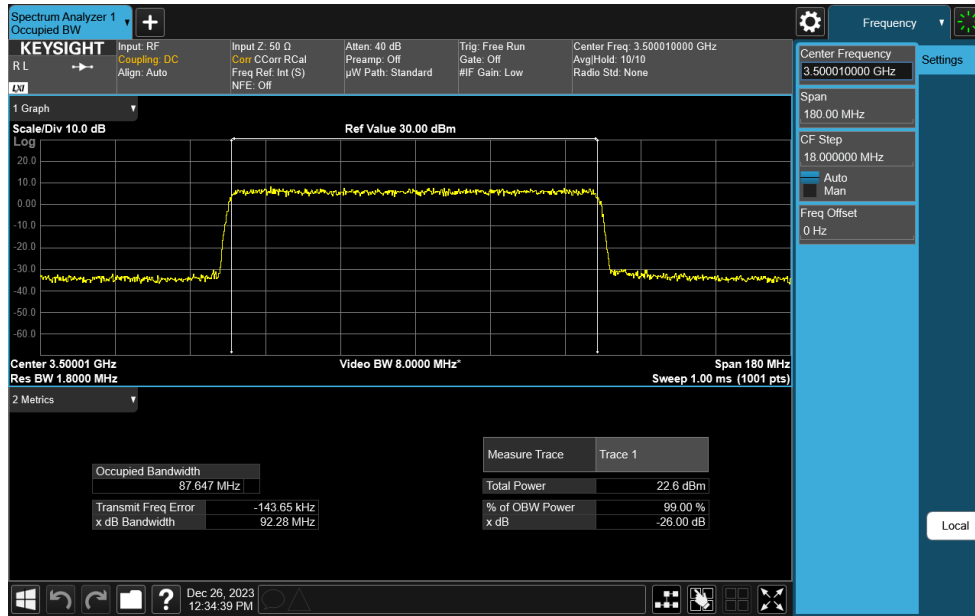 Spectrum Analyzer 1
Occupied BW
+
Frequency
KEYSIGHT
R L
LXI
Input: RF
Coupling: DC
Align: Auto
Input Z: 50 Ω
Corr CCorr RCal
Freq Ref: Int (S)
NFE: Off
Atten: 40 dB
Preamp: Off
µW Path: Standard
Trig: Free Run
Gate: Off
#IF Gain: Low
Center Freq: 3.500010000 GHz
Avg|Hold: 10/10
Radio Std: None
Center Frequency
3.500010000 GHz
Settings
Span
180.00 MHz
CF Step
18.000000 MHz
Auto
Man
Freq Offset
0 Hz
Local
1 Graph
Scale/Div 10.0 dB
Ref Value 30.00 dBm
Log
20.0
10.0
0.00
-10.0
-20.0
-30.0
-40.0
-50.0
-60.0
Center 3.50001 GHz
Video BW 8.0000 MHz*
Span 180 MHz
Res BW 1.8000 MHz
Sweep 1.00 ms (1001 pts)
2 Metrics
Measure Trace Trace 1
Occupied Bandwidth
87.647 MHz
Total Power 22.6 dBm
Transmit Freq Error -143.65 kHz
% of OBW Power 99.00 %
x dB Bandwidth 92.28 MHz
x dB -26.00 dB
?
Dec 26, 2023
12:34:39 PM